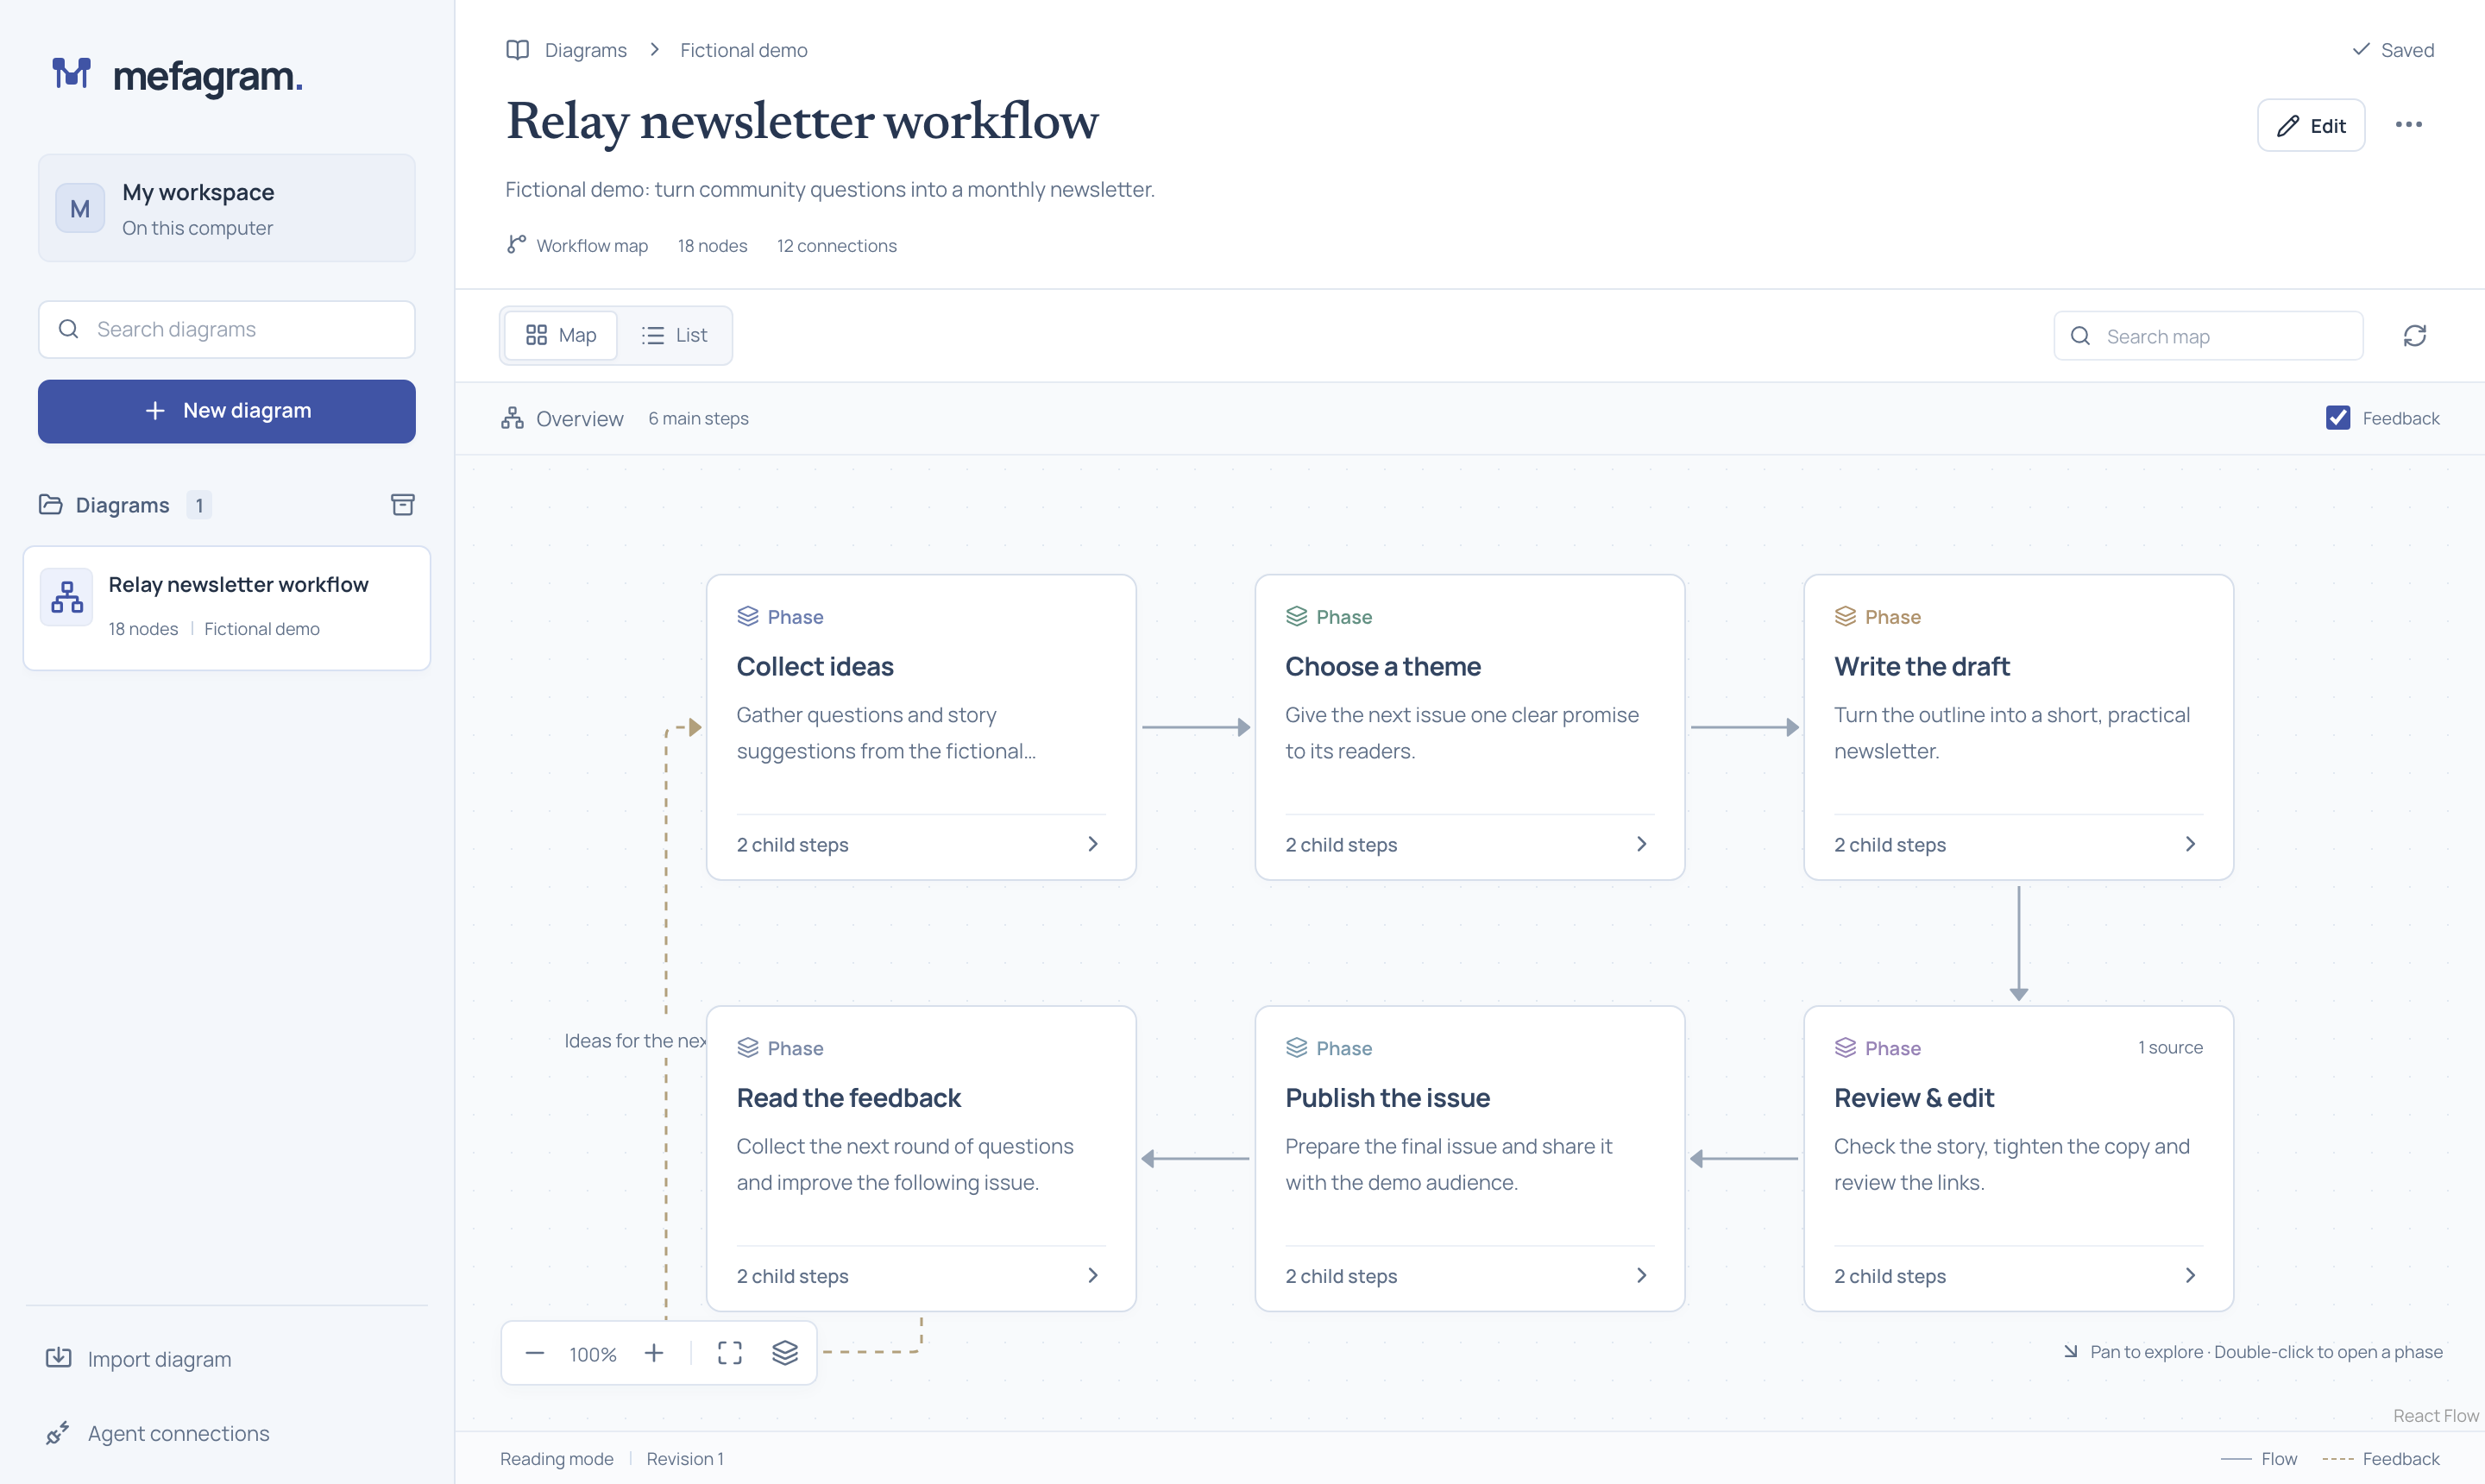 mefagram.
M
My workspace
On this computer
Search diagrams
New diagram
Diagrams 1
Relay newsletter workflow
18 nodes
Fictional demo
Import diagram
Agent connections
Diagrams
Fictional demo
Saved
Relay newsletter workflow
Edit
Fictional demo: turn community questions into a monthly newsletter.
Workflow map
18 nodes
12 connections
Map
List
Search map
Overview
6 main steps
Feedback
Phase
Collect ideas
Gather questions and story
suggestions from the fictional...
2 child steps
Phase
Choose a theme
Give the next issue one clear promise
to its readers.
2 child steps
Phase
Write the draft
Turn the outline into a short, practical
newsletter.
2 child steps
Ideas for the nex
Phase
Read the feedback
Collect the next round of questions
and improve the following issue.
2 child steps
Phase
Publish the issue
Prepare the final issue and share it
with the demo audience.
2 child steps
Phase
1 source
Review & edit
Check the story, tighten the copy and
review the links.
2 child steps
100%
Pan to explore · Double-click to open a phase
React Flow
Reading mode
Revision 1
Flow
Feedback